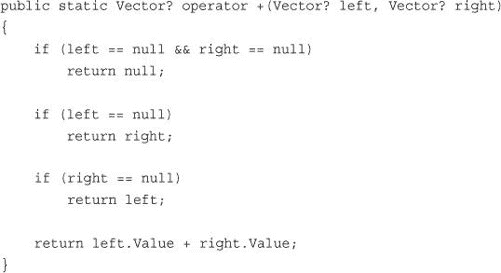 public static Vector? operator +(Vector? left, Vector? right)
{
    if (left == null && right == null)
        return null;

    if (left == null)
        return right;

    if (right == null)
        return left;

    return left.Value + right.Value;
}